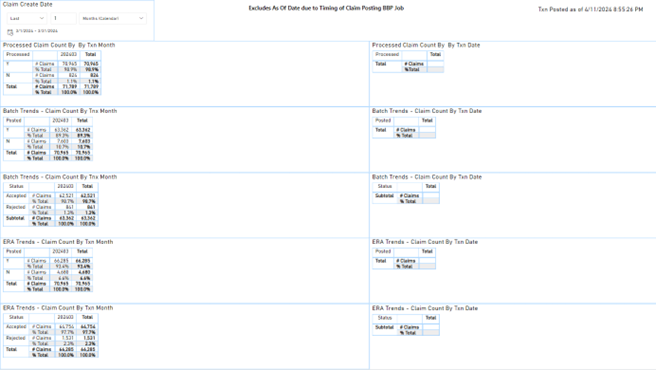 Claim Create Date
Excludes As Of Date due to Timing of Claim Posting BBP Job
Txn Posted as of 4/11/2024 8:55:26 PM
Last 1 Months (Calendar)
Processed Claim Count By By Txn Month
Processed 202403 Total
Y # Claims 70,965 70,965
% Total 98.9% 98.9%
N # Claims 824 824
% Total 1.1% 1.1%
Total # Claims 71,789 71,789
% Total 100.0% 100.0%
Processed Claim Count By By Txn Date
Processed
Total # Claims
%Total
Batch Trends - Claim Count By Tnx Month
Posted 202403 Total
Y # Claims 63,362 63,362
% Total 89.3% 89.3%
N # Claims 7,603 7,603
% Total 10.7% 10.7%
Total # Claims 70,965 70,965
% Total 100.0% 100.0%
Batch Trends - Claim Count By Txn Date
Posted
Total # Claims
% Total
Batch Trends - Claim Count By Tnx Month
Status 202403 Total
Accepted # Claims 62,521 62,521
% Total 98.7% 98.7%
Rejected # Claims 841 841
% Total 1.3% 1.3%
Subtotal # Claims 63,362 63,362
% Total 100.0% 100.0%
Batch Trends - Claim Count By Txn Date
Status
Subtotal # Claims
% Total
ERA Trends - Claim Count By Txn Month
Posted 202403 Total
Y # Claims 66,285 66,285
% Total 93.4% 93.4%
N # Claims 4,680 4,680
% Total 6.6% 6.6%
Total # Claims 70,965 70,965
% Total 100.0% 100.0%
ERA Trends - Claim Count By Txn Date
Posted
Total # Claims
% Total
ERA Trends - Claim Count By Txn Month
Status 202403 Total
Accepted # Claims 64,754 64,754
% Total 97.7% 97.7%
Rejected # Claims 1,531 1,531
% Total 2.3% 2.3%
Total # Claims 66,285 66,285
% Total 100.0% 100.0%
ERA Trends - Claim Count By Txn Date
Status
Subtotal # Claims
% Total